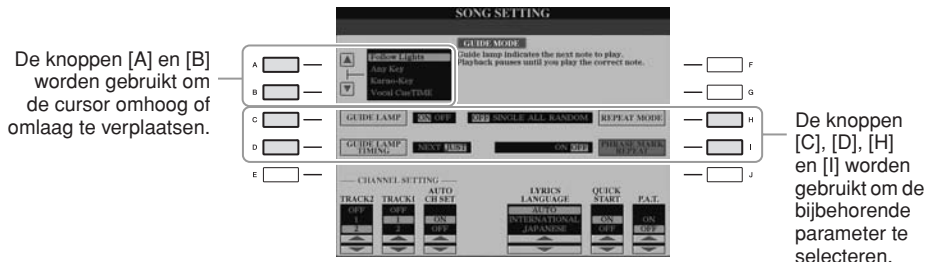 SONG SETTING
De knoppen [A] en [B]
worden gebruikt om
de cursor omhoog of
omlaag te verplaatsen.
A
B
C
D
E
F
G
H
I
J
GUIDE MODE
Follow Lights
Any Key
Karao-Key
Vocal CueTIME
Guide lamp indicates the next note to play.
Playback pauses until you play the correct note.
GUIDE LAMP ON OFF OFF SINGLE ALL RANDOM REPEAT MODE
GUIDE LAMP
TIMING NEXT JUST ON OFF PHRASE MARK
REPEAT
CHANNEL SETTING
TRACK2 TRACK1 AUTO
CH SET LYRICS
LANGUAGE QUICK
START P.A.T.
OFF OFF AUTO
1 1 ON INTERNATIONAL ON ON
2 2 OFF JAPANESE OFF OFF
De knoppen
[C], [D], [H]
en [I] worden
gebruikt om de
bijbehorende
parameter te
selecteren.